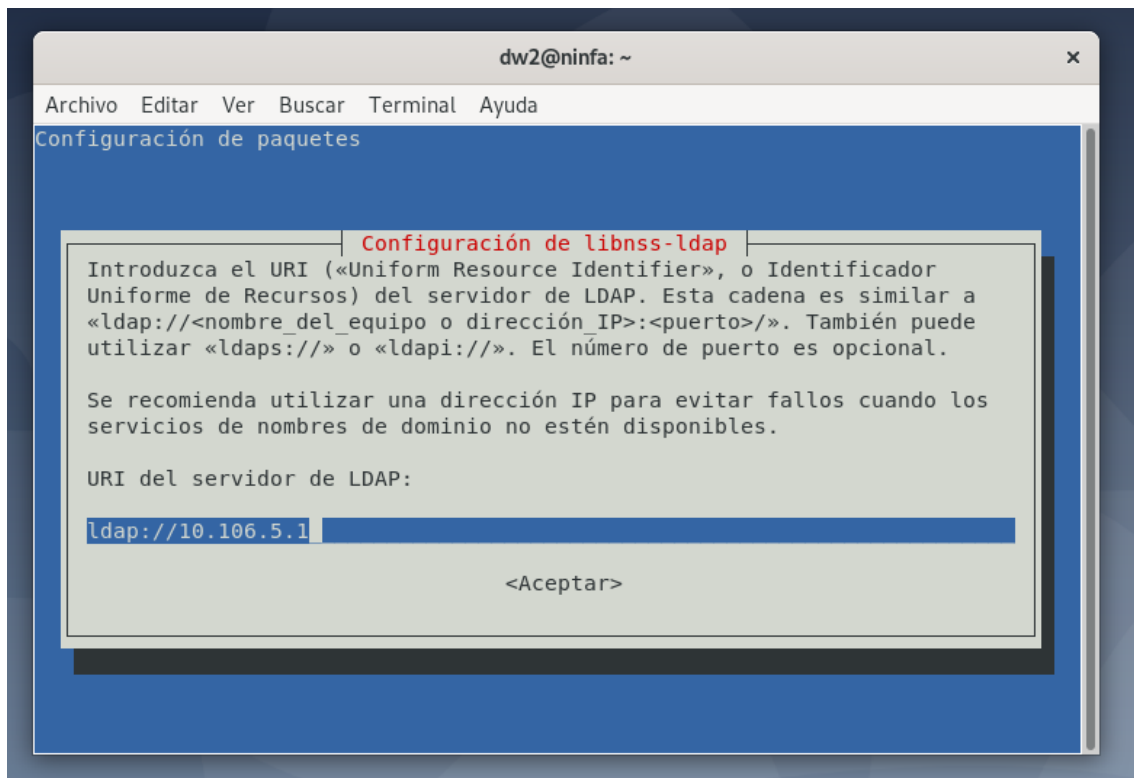 dw2@ninfa: ~ ×
Archivo Editar Ver Buscar Terminal Ayuda
Configuración de paquetes
Configuración de libnss-ldap
Introduzca el URI («Uniform Resource Identifier», o Identificador
Uniforme de Recursos) del servidor de LDAP. Esta cadena es similar a
«ldap://<nombre_del_equipo o dirección_IP>:<puerto>/». También puede
utilizar «ldaps://» o «ldapi://». El número de puerto es opcional.
Se recomienda utilizar una dirección IP para evitar fallos cuando los
servicios de nombres de dominio no estén disponibles.
URI del servidor de LDAP:
ldap://10.106.5.1
<Aceptar>